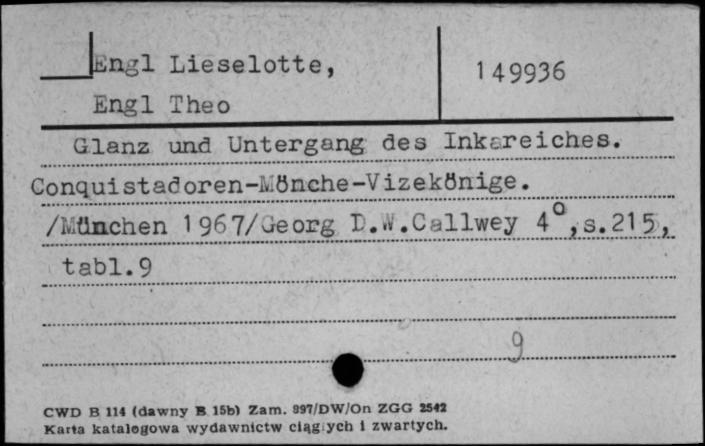 Engl Lieselotte,
149936
Engl Theo
Glanz und Untergang des Inkareiches.
Conquistadoren-Mönche-Vizekönige.
/München 1967/Georg D.W.Callwey 4°,s.215,
tabl.9
9
CWD B 114 (dawny B 15b) Zam. 997/DW/On ZGG 2542
Karta katalogowa wydawnictw ciągłych i zwartych.